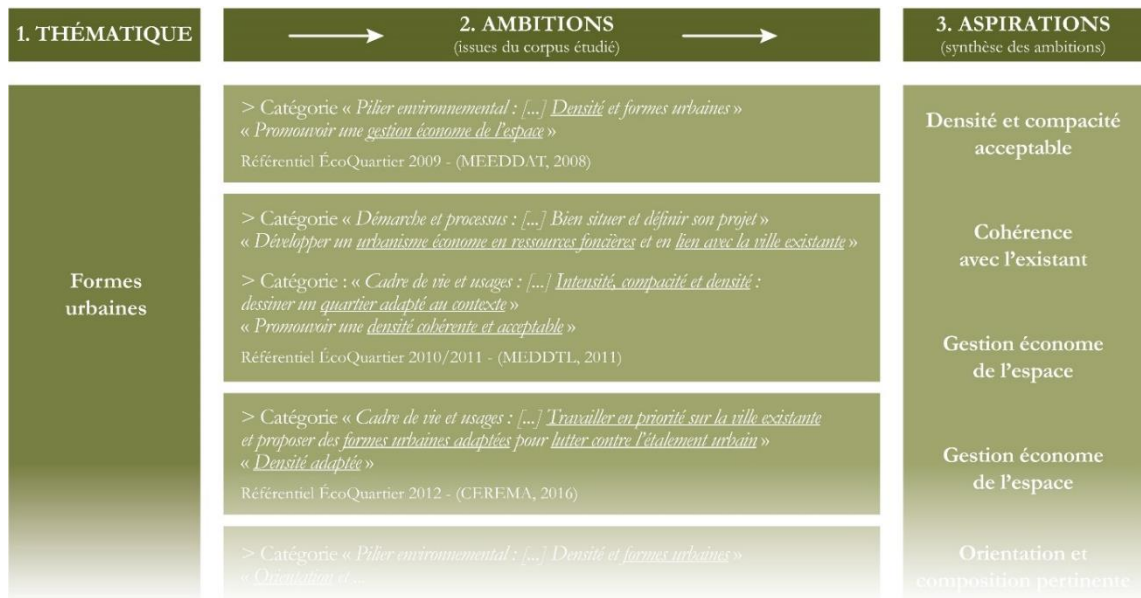 1. THÉMATIQUE
2. AMBITIONS
(issues du corpus étudié)
3. ASPIRATIONS
(synthèse des ambitions)
Formes
urbaines
> Catégorie « Pilier environnemental : [...] Densité et formes urbaines »
« Promouvoir une gestion économe de l'espace »
Référentiel ÉcoQuartier 2009 - (MEEDDAT, 2008)
> Catégorie « Démarche et processus : [...] Bien situer et définir son projet »
« Développer un urbanisme économe en ressources foncières et en lien avec la ville existante »
> Catégorie : « Cadre de vie et usages : [...] Intensité, compacité et densité :
dessiner un quartier adapté au contexte »
« Promouvoir une densité cohérente et acceptable »
Référentiel ÉcoQuartier 2010/2011 - (MEDDTL, 2011)
> Catégorie « Cadre de vie et usages : [...] Travailler en priorité sur la ville existante
et proposer des formes urbaines adaptées pour lutter contre l'étalement urbain »
« Densité adaptée »
Référentiel ÉcoQuartier 2012 - (CEREMA, 2016)
> Catégorie « Pilier environnemental : [...] Densité et formes urbaines »
« Orientation et ...
Densité et compacité
acceptable
Cohérence
avec l'existant
Gestion économe
de l'espace
Gestion économe
de l'espace
Orientation et
composition pertinente